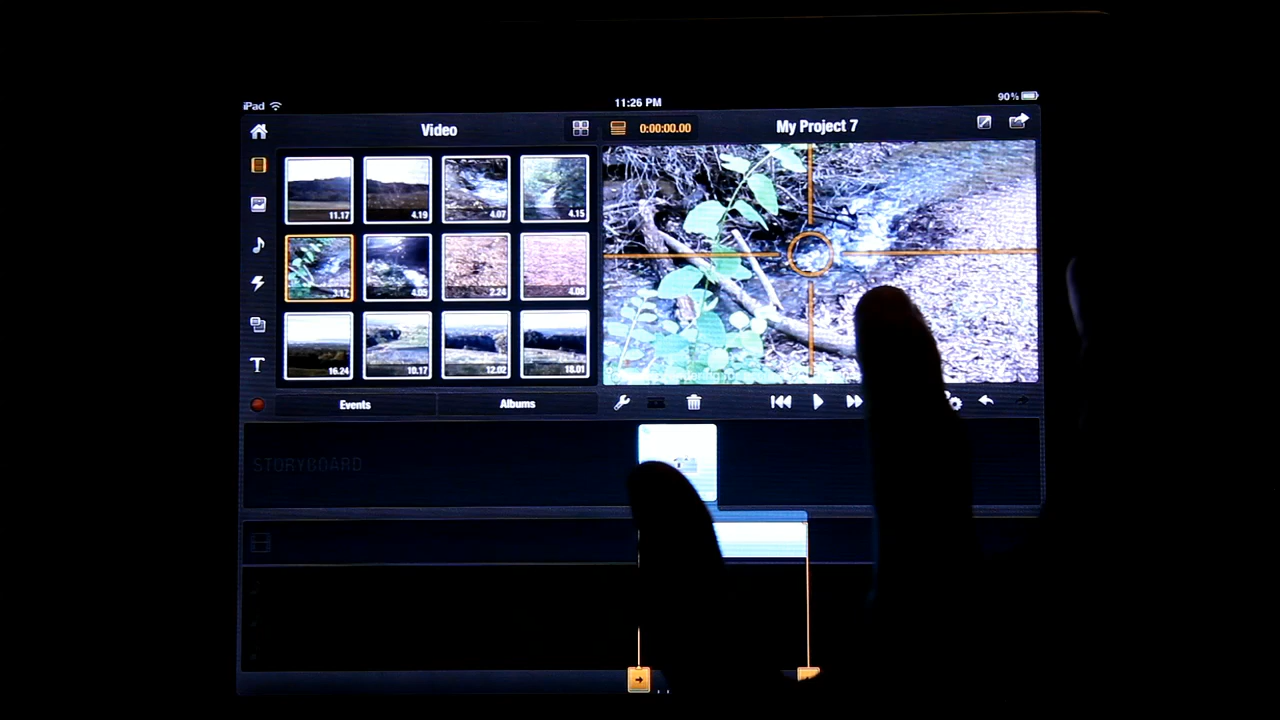 iPad
11:26 PM
90%
Video
0:00:00.00
My Project 7
11.17
4.19
4.07
4.15
3.17
4.05
2.24
4.08
16.24
10.17
12.02
18.01
Events
Albums
STORYBOARD